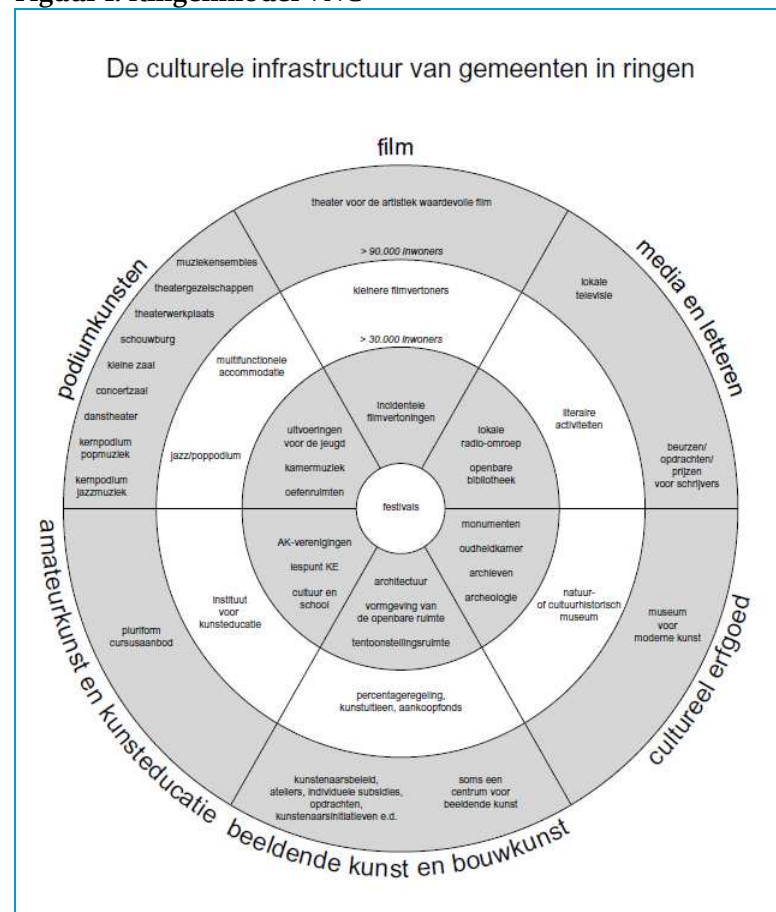 Figuur 1. Ringenmodel VNG
De culturele infrastructuur van gemeenten in ringen
film
theater voor de artistiek waardevolle film
> 90.000 inwoners
kleinere filmvertoners
> 30.000 inwoners
incidentele
filmvertoningen
media en letteren
lokale
televisie
beurzen/
opdrachten/
prijzen
voor schrijvers
literaire
activiteiten
lokale
radio-omroep
openbare
bibliotheek
cultureel erfgoed
museum
voor
moderne kunst
natuur-
of cultuurhistorisch
museum
monumenten
oudheidkamer
archieven
archeologie
beeldende kunst en bouwkunst
kunstenaarsbeleid,
ateliers, individuele subsidies,
opdrachten,
kunstenaarsinitiatieven e.d.
soms een
centrum voor
beeldende kunst
percentageregeling,
kunstuitleen, aankoopfonds
architectuur
vormgeving van
de openbare ruimte
tentoonstellingsruimte
amateurkunst en kunsteducatie
pluriform
cursusaanbod
instituut
voor
kunsteducatie
AK-verenigingen
lespunt KE
cultuur en
school
podiumkunsten
muziekensembles
theatergezelschappen
theaterwerkplaats
schouwburg
kleine zaal
concertzaal
danstheater
kernpodium
popmuziek
kernpodium
jazzmuziek
multifunctionele
accommodatie
jazz/poppodium
uitvoeringen
voor de jeugd
kamermuziek
oefenruimten
festivals